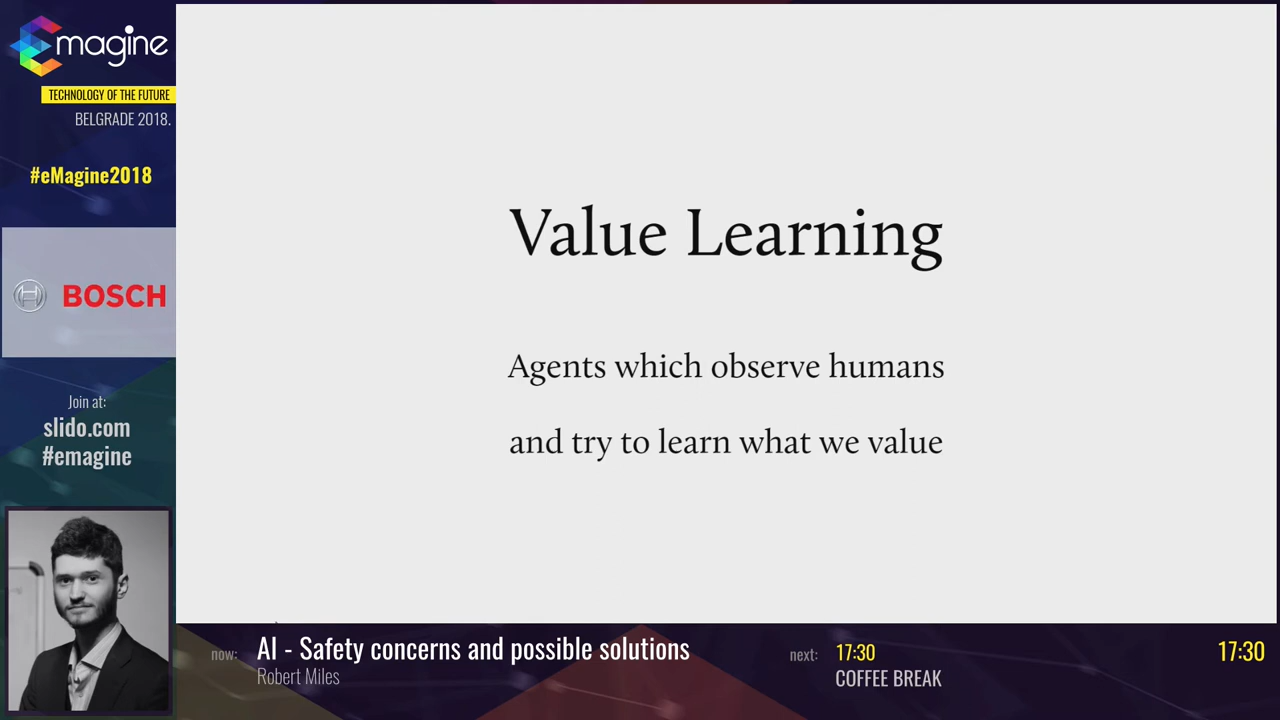 Emagine
TECHNOLOGY OF THE FUTURE
BELGRADE 2018.
#eMagine2018
BOSCH
Join at:
slido.com
#emagine
Value Learning
Agents which observe humans
and try to learn what we value
now: AI - Safety concerns and possible solutions
Robert Miles
next: 17:30
COFFEE BREAK
17:30